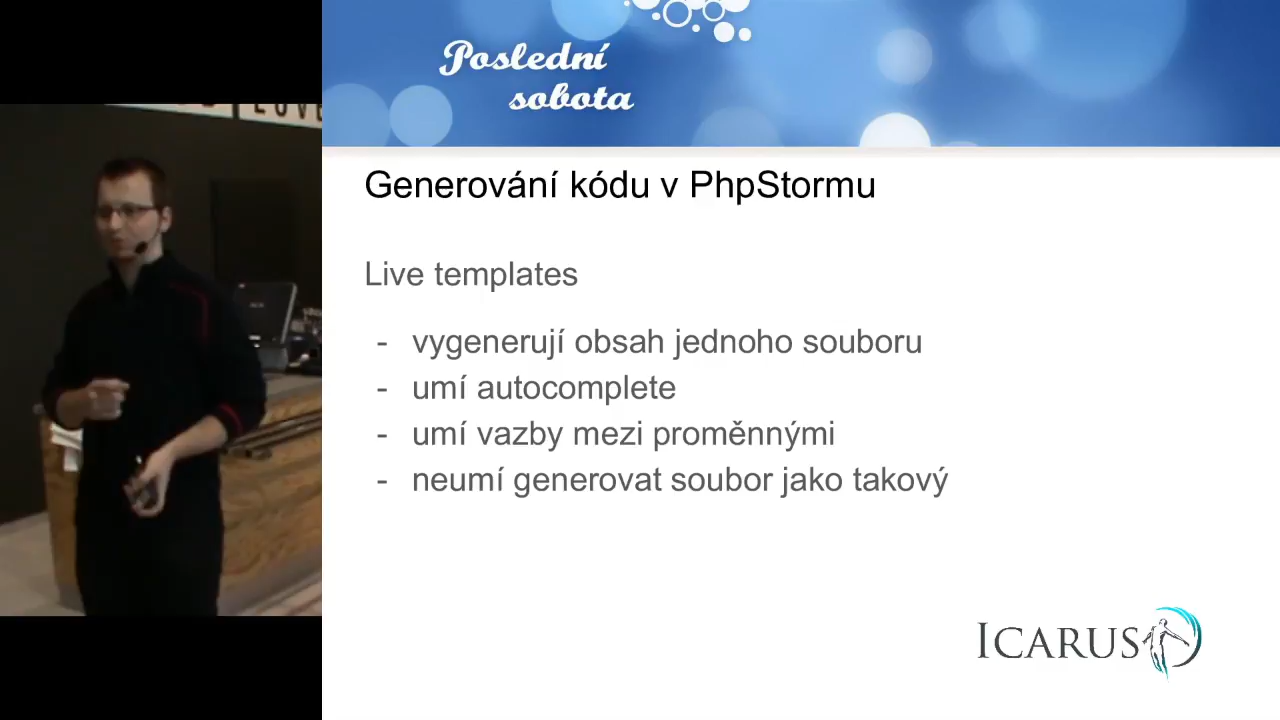 Poslední
sobota
Generování kódu v PhpStormu
Live templates
- vygenerují obsah jednoho souboru
- umí autocomplete
- umí vazby mezi proměnnými
- neumí generovat soubor jako takový
ICARUS